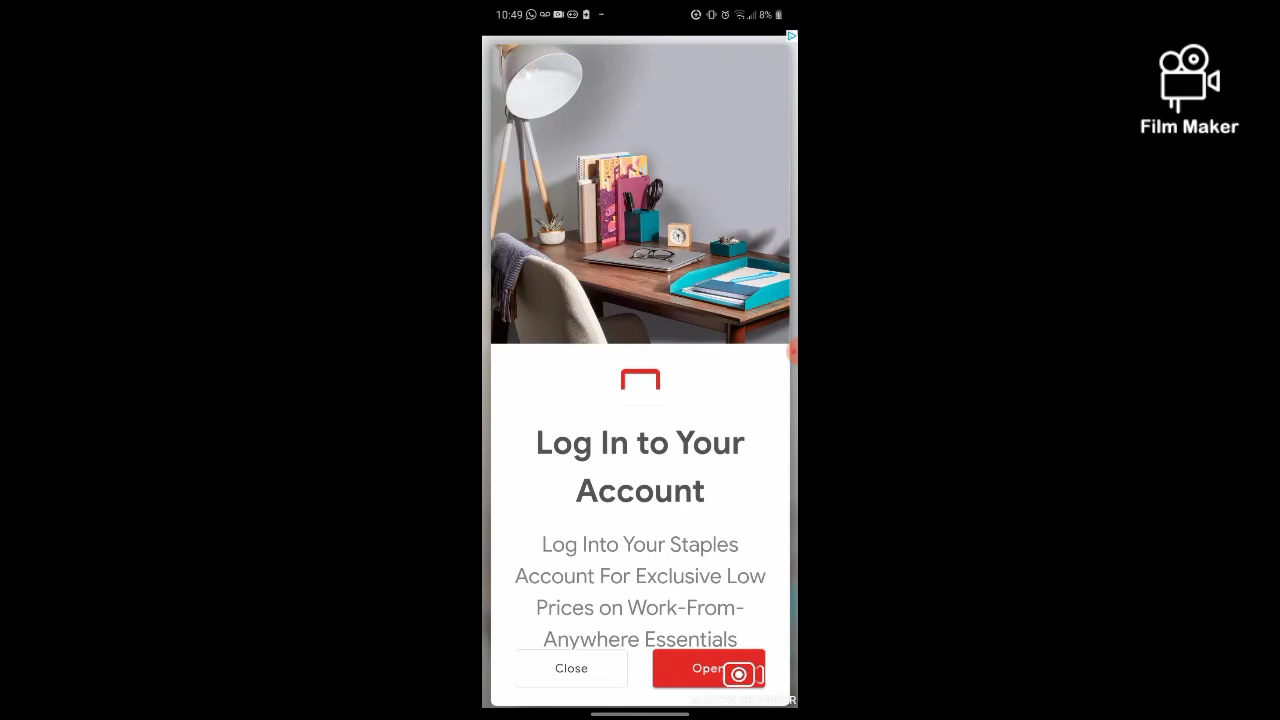 10:49
8%
Film Maker
Log In to Your
Account
Log Into Your Staples
Account For Exclusive Low
Prices on Work-From-
Anywhere Essentials
Close
Open